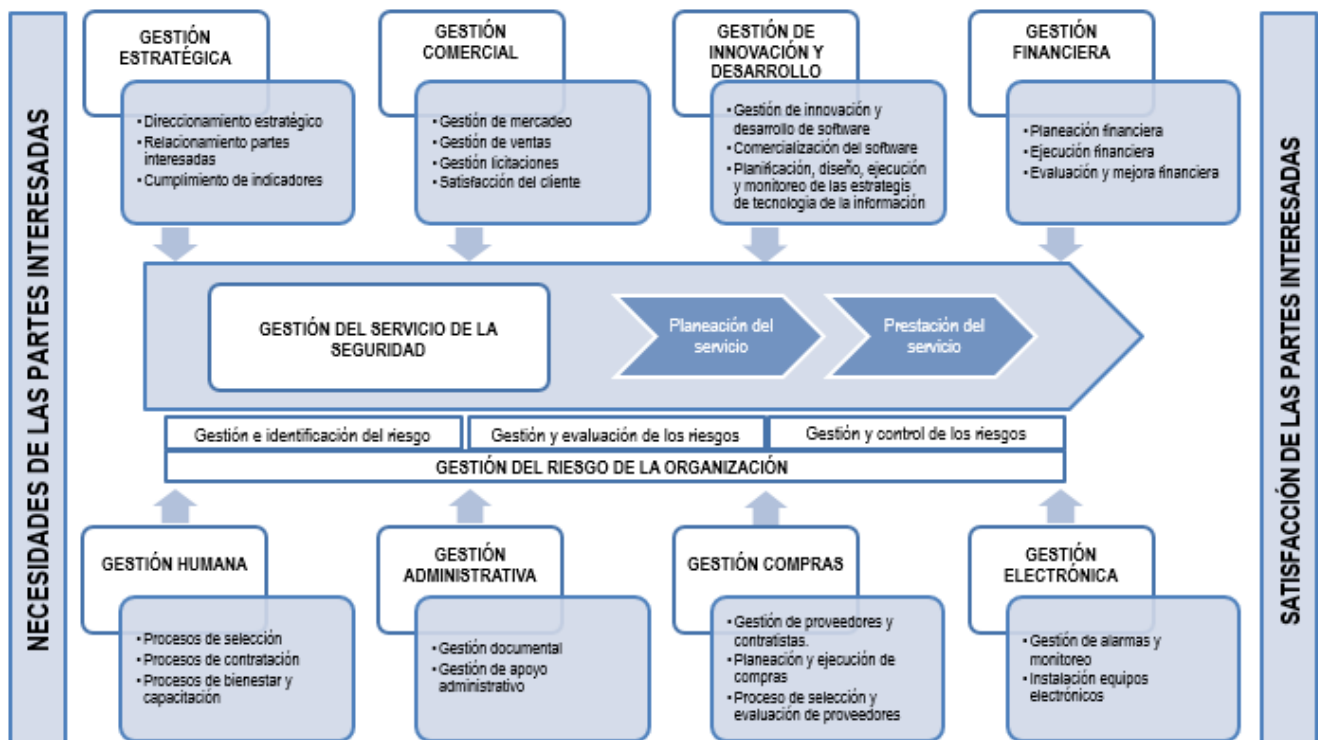 NECESIDADES DE LAS PARTES INTERESADAS
GESTIÓN
ESTRATÉGICA
• Direccionamiento estratégico
• Relacionamiento partes
interesadas
• Cumplimiento de indicadores
GESTIÓN
COMERCIAL
• Gestión de mercadeo
• Gestión de ventas
• Gestión licitaciones
• Satisfacción del cliente
GESTIÓN DE
INNOVACIÓN Y
DESARROLLO
• Gestión de innovación y
desarrollo de software
• Comercialización del software
• Planificación, diseño, ejecución
y monitoreo de las estrategis
de tecnologia de la información
GESTIÓN
FINANCIERA
• Planeación financiera
• Ejecución financiera
• Evaluación y mejora financiera
GESTIÓN DEL SERVICIO DE LA
SEGURIDAD
Planeación del
servicio
Prestación del
servicio
Gestión e identificación del riesgo
Gestión y evaluación de los riesgos
Gestión y control de los riesgos
GESTIÓN DEL RIESGO DE LA ORGANIZACIÓN
GESTIÓN HUMANA
• Procesos de selección
• Procesos de contratación
• Procesos de bienestar y
capacitación
GESTIÓN
ADMINISTRATIVA
• Gestión documental
• Gestión de apoyo
administrativo
GESTIÓN COMPRAS
• Gestión de proveedores y
contratistas.
• Planeación y ejecución de
compras
• Proceso de selección y
evaluación de proveedores
GESTIÓN
ELECTRÓNICA
• Gestión de alarmas y
monitoreo
• Instalación equipos
electrónicos
SATISFACCIÓN DE LAS PARTES INTERESADAS